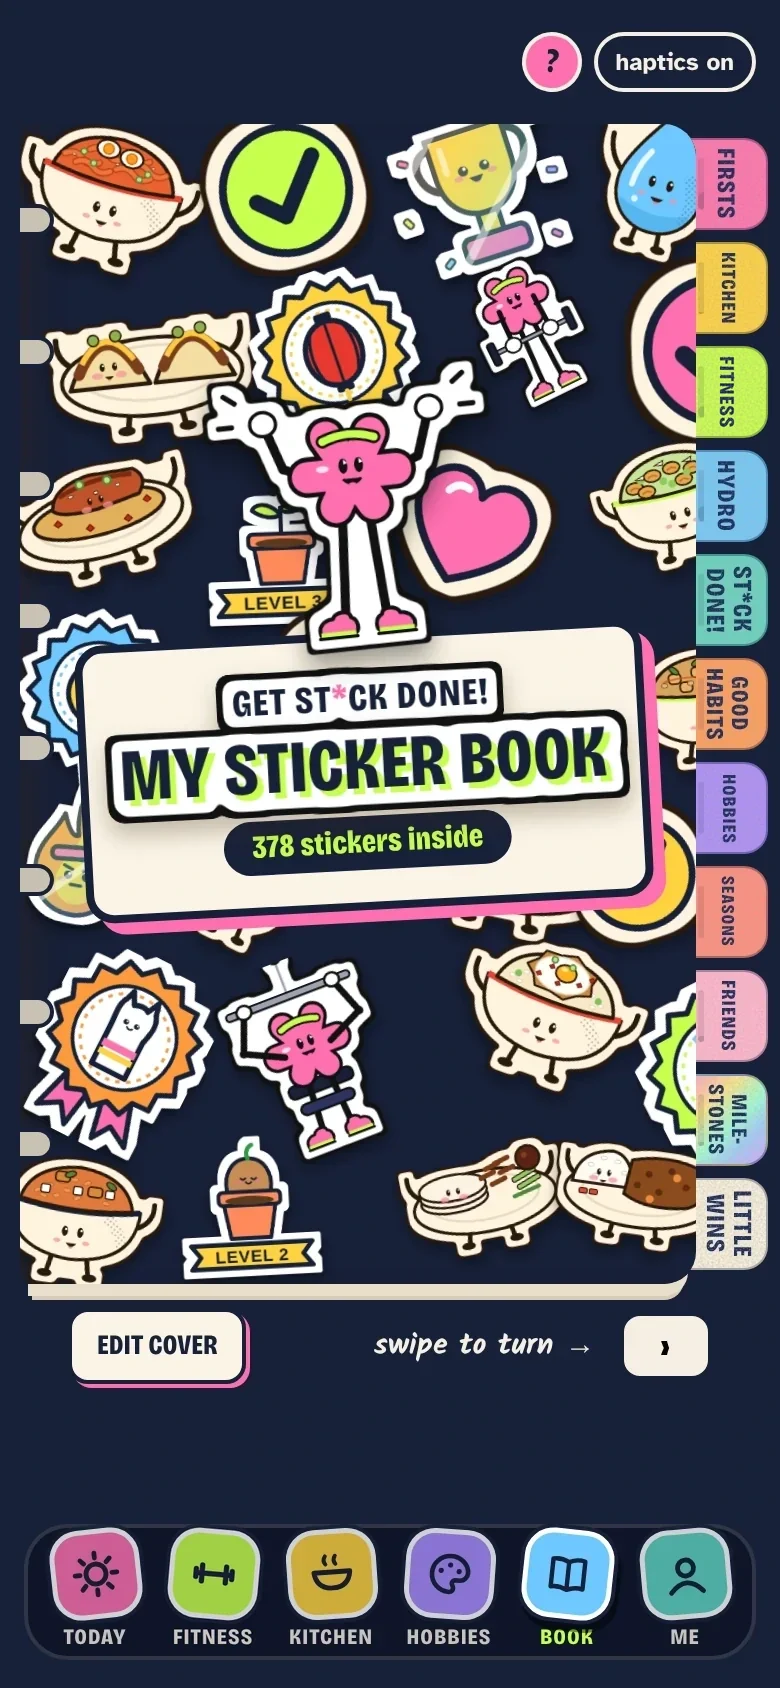 ?
haptics on
FIRSTS
KITCHEN
FITNESS
HYDRO
ST*CK
DONE!
GOOD
HABITS
HOBBIES
SEASONS
FRIENDS
MILE-
STONES
LITTLE
WINS
LEVEL 3
GET ST*CK DONE!
MY STICKER BOOK
378 stickers inside
LEVEL 2
EDIT COVER
swipe to turn →
›
TODAY
FITNESS
KITCHEN
HOBBIES
BOOK
ME